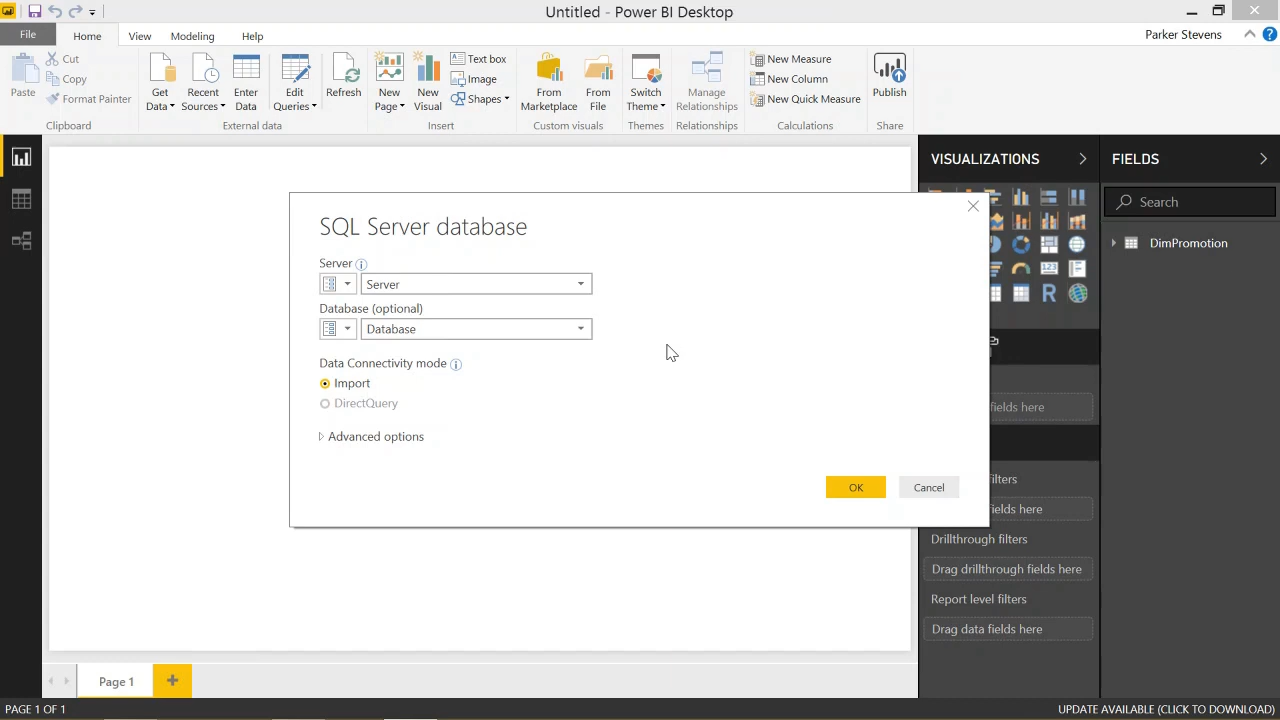 Untitled - Power BI Desktop
File
Home
View
Modeling
Help
Parker Stevens
Paste
Cut
Copy
Format Painter
Clipboard
Get Data
Recent Sources
Enter Data
Edit Queries
Refresh
External data
New Page
New Visual
Text box
Image
Shapes
Insert
From Marketplace
From File
Custom visuals
Switch Theme
Themes
Manage Relationships
Relationships
New Measure
New Column
New Quick Measure
Calculations
Publish
Share
SQL Server database
Server
Server
Database (optional)
Database
Data Connectivity mode
Import
DirectQuery
Advanced options
OK
Cancel
VISUALIZATIONS
123
R
fields here
ilters
ields here
Drillthrough filters
Drag drillthrough fields here
Report level filters
Drag data fields here
FIELDS
Search
DimPromotion
Page 1
PAGE 1 OF 1
UPDATE AVAILABLE (CLICK TO DOWNLOAD)